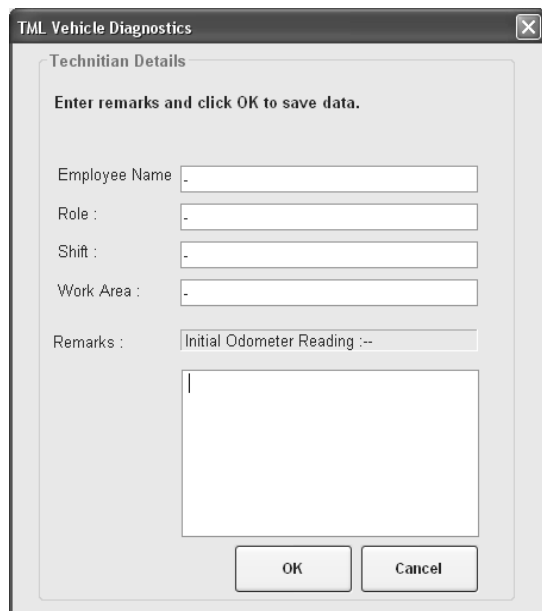 TML Vehicle Diagnostics
Technitian Details
Enter remarks and click OK to save data.
Employee Name -
Role : -
Shift : -
Work Area : -
Remarks : Initial Odometer Reading :--
OK Cancel